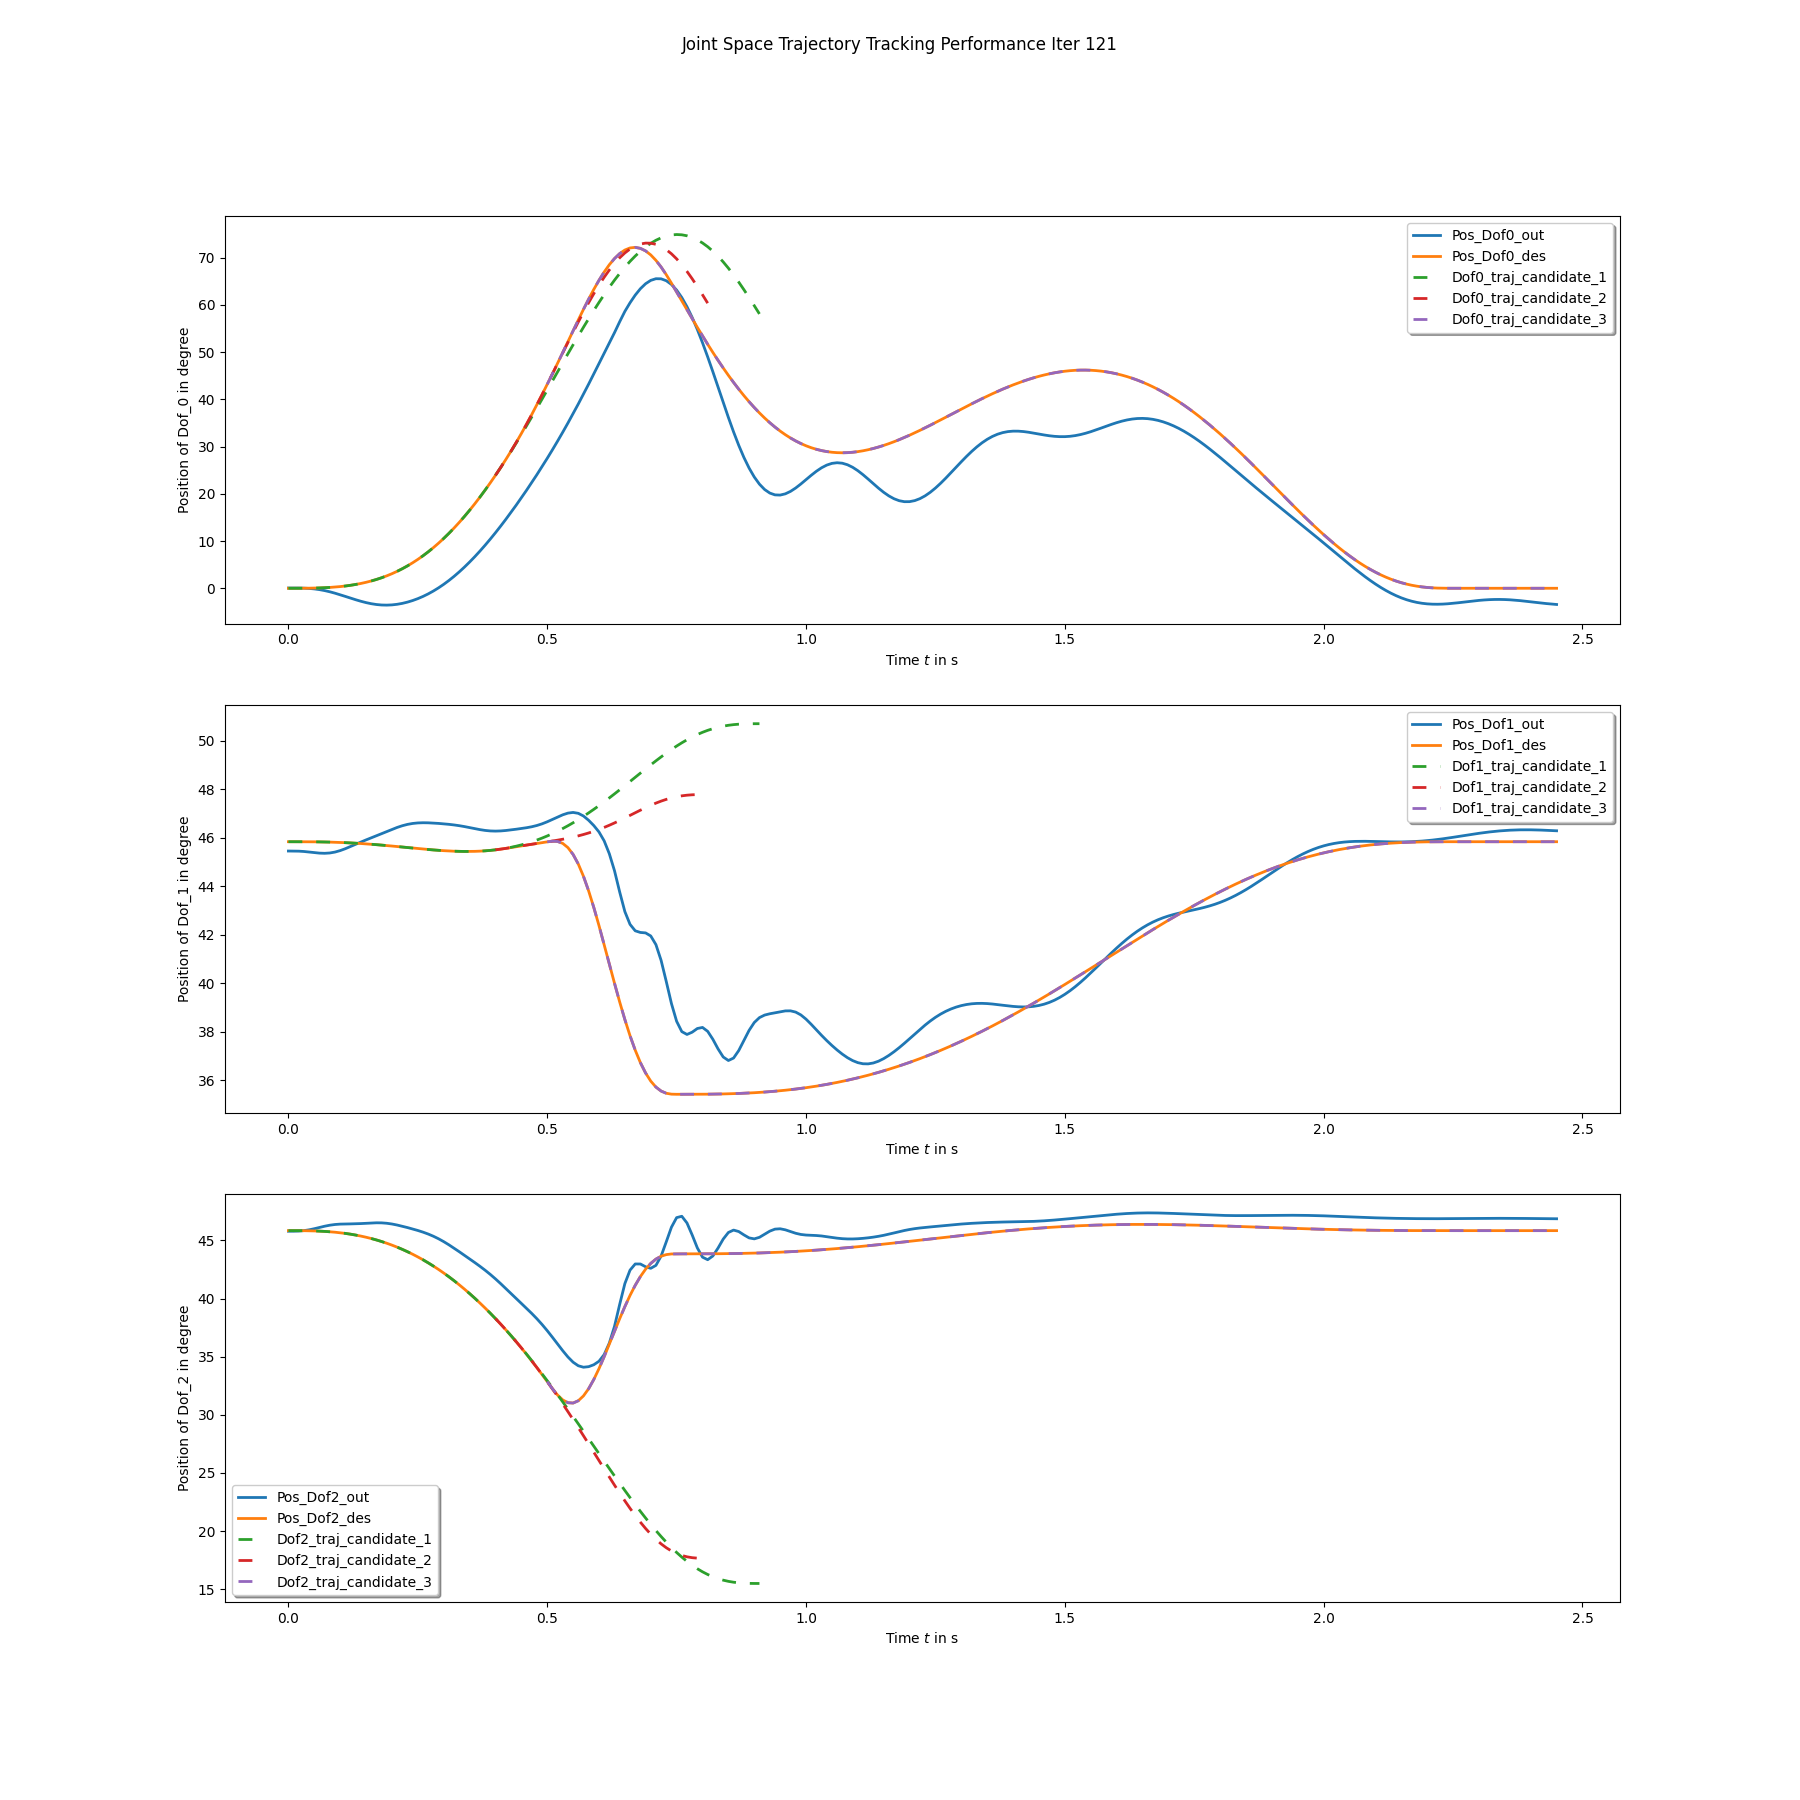 Joint Space Trajectory Tracking Performance Iter 121
70
60
50
40
30
20
10
0
Position of Dof_0 in degree
Pos_Dof0_out
Pos_Dof0_des
Dof0_traj_candidate_1
Dof0_traj_candidate_2
Dof0_traj_candidate_3
0.0 0.5 1.0 1.5 2.0 2.5
Time t in s
50
48
46
44
42
40
38
36
Position of Dof_1 in degree
Pos_Dof1_out
Pos_Dof1_des
Dof1_traj_candidate_1
Dof1_traj_candidate_2
Dof1_traj_candidate_3
0.0 0.5 1.0 1.5 2.0 2.5
Time t in s
45
40
35
30
25
20
15
Position of Dof_2 in degree
Pos_Dof2_out
Pos_Dof2_des
Dof2_traj_candidate_1
Dof2_traj_candidate_2
Dof2_traj_candidate_3
0.0 0.5 1.0 1.5 2.0 2.5
Time t in s